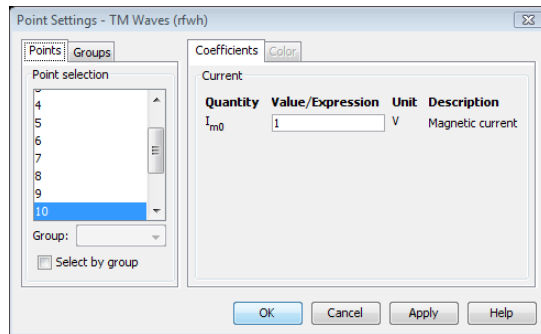 Point Settings - TM Waves (rfwh)
Points Groups
Point selection
4
5
6
7
8
9
10
Group:
Select by group
Coefficients Color
Current
Quantity Value/Expression Unit Description
Im0 1 V Magnetic current
OK Cancel Apply Help